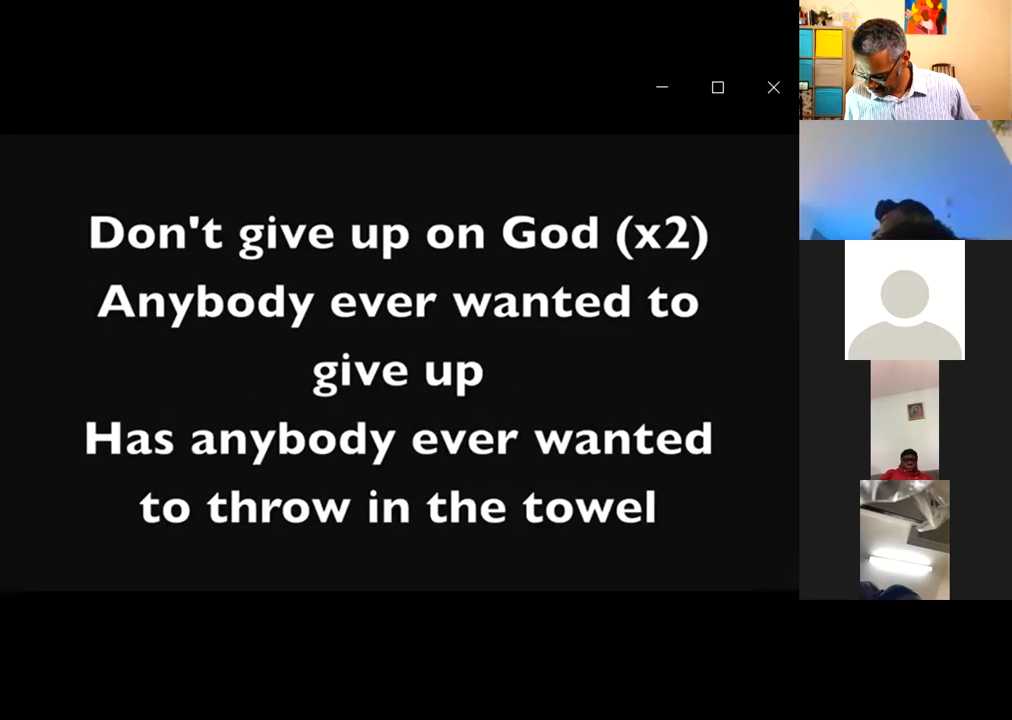 Don't give up on God (x2)
Anybody ever wanted to
give up
Has anybody ever wanted
to throw in the towel